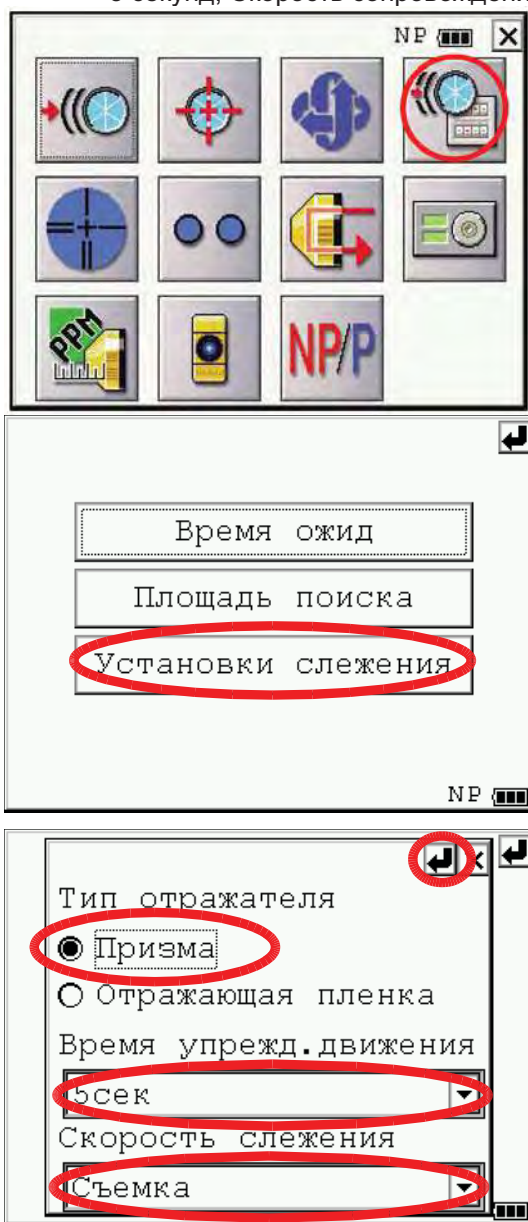 NP
PPM
NP/P
Время ожид
Площадь поиска
Установки слежения
NP
Тип отражателя
Призма
Отражающая пленка
Время упрежд.движения
5сек
Скорость слежения
Съемка